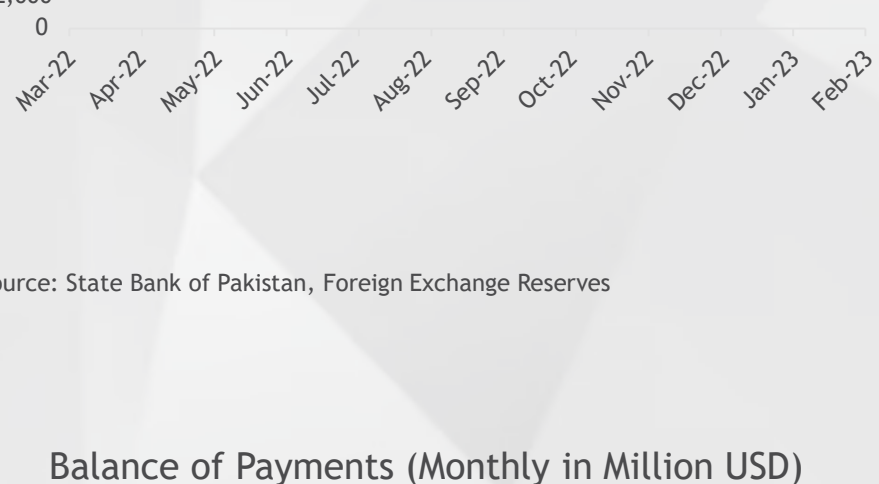 0
Mar-22 Apr-22 May-22 Jun-22 Jul-22 Aug-22 Sep-22 Oct-22 Nov-22 Dec-22 Jan-23 Feb-23
Source: State Bank of Pakistan, Foreign Exchange Reserves
Balance of Payments (Monthly in Million USD)